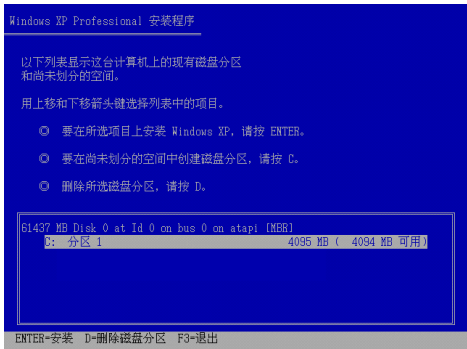 Windows XP Professional 安装程序
以下列表显示这台计算机上的现有磁盘分区
和尚未划分的空间。
用上移和下移箭头键选择列表中的项目。
◎ 要在所选项目上安装 Windows XP, 请按 ENTER。
◎ 要在尚未划分的空间中创建磁盘分区, 请按 C。
◎ 删除所选磁盘分区, 请按 D。
61437 MB Disk 0 at Id 0 on bus 0 on atapi [MBR]
C: 分区 1 4095 MB ( 4094 MB 可用)
ENTER=安装 D=删除磁盘分区 F3=退出